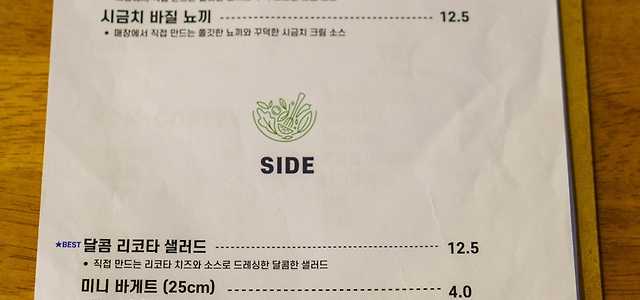 시금치 바질 뇨끼 12.5
• 매장에서 직접 만드는 쫄깃한 뇨끼와 꾸덕한 시금치 크림 소스
SIDE
★BEST 달콤 리코타 샐러드 12.5
• 직접 만드는 리코타 치즈와 소스로 드레싱한 달콤한 샐러드
미니 바게트 (25cm) 4.0